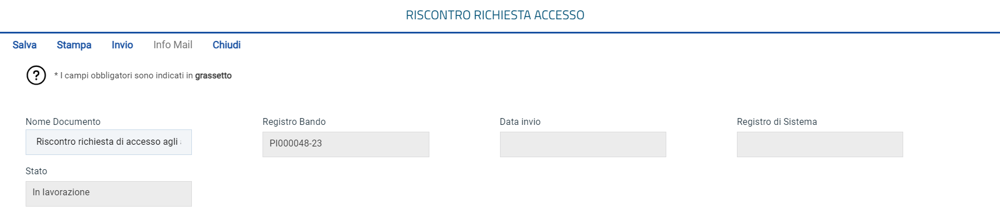 RISCONTRO RICHIESTA ACCESSO
Salva Stampa Invio Info Mail Chiudi
* I campi obbligatori sono indicati in grassetto
Nome Documento Registro Bando Data invio Registro di Sistema
Riscontro richiesta di accesso agli PI000048-23
Stato
In lavorazione